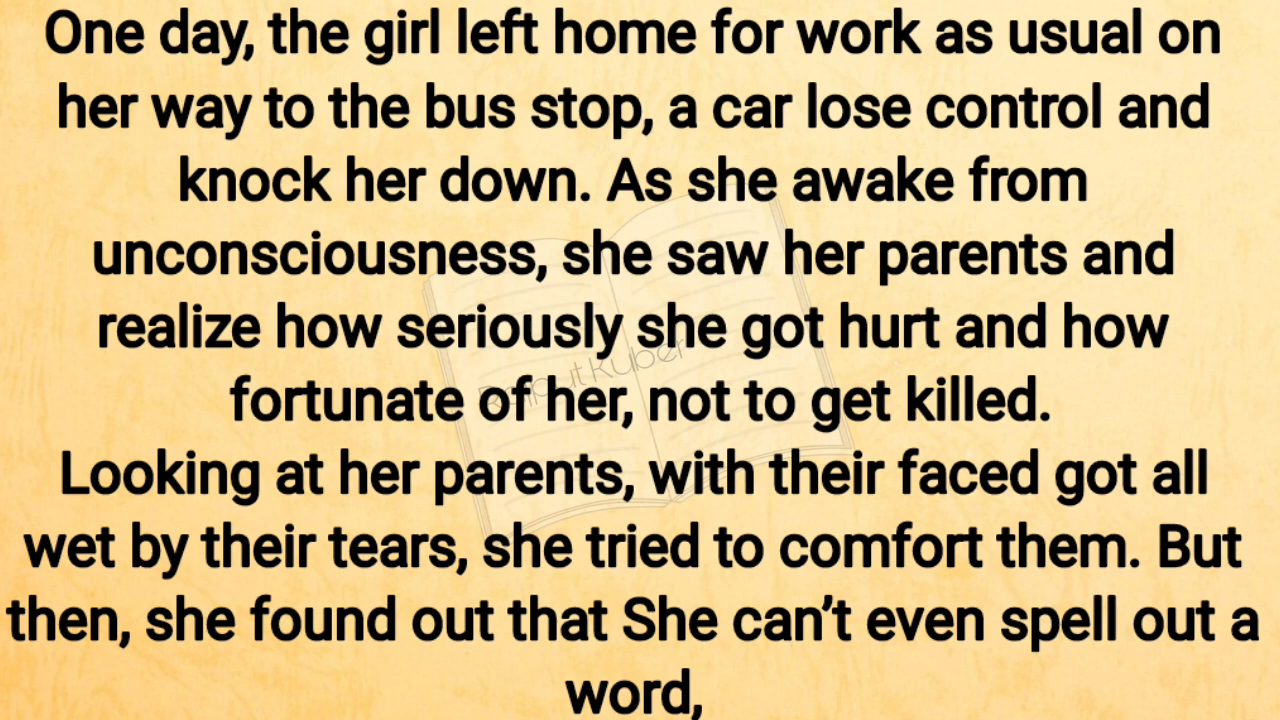 One day, the girl left home for work as usual on
her way to the bus stop, a car lose control and
knock her down. As she awake from
unconsciousness, she saw her parents and
realize how seriously she got hurt and how
fortunate of her, not to get killed.
Looking at her parents, with their faced got all
wet by their tears, she tried to comfort them. But
then, she found out that She can’t even spell out a
word,
Rajput Kuber